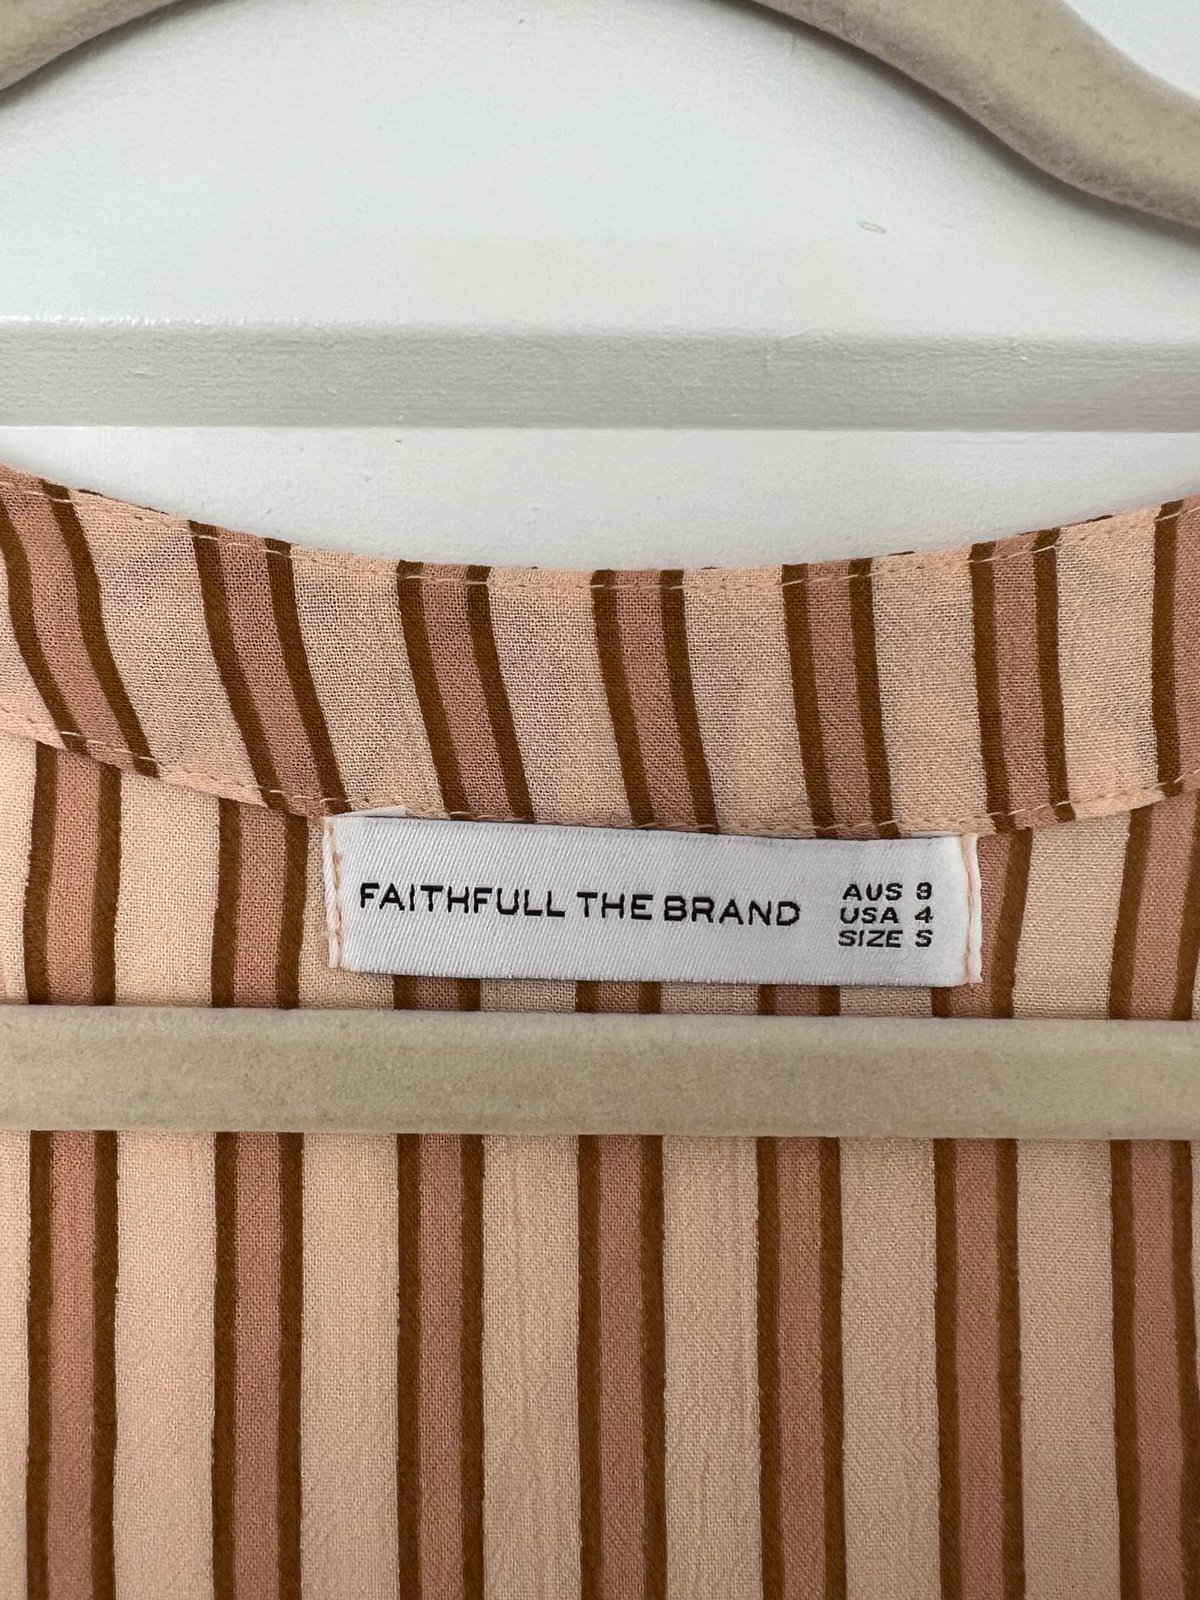 FAITHFULL THE BRAND
AUS 8
USA 4
SIZE S